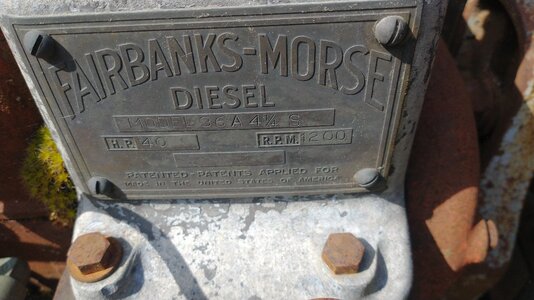 FAIRBANKS-MORSE
DIESEL
MODEL 36A 4¼ S
H.P. 40 R.P.M. 1200
PATENTED-PATENTS APPLIED FOR
MADE IN THE UNITED STATES OF AMERICA